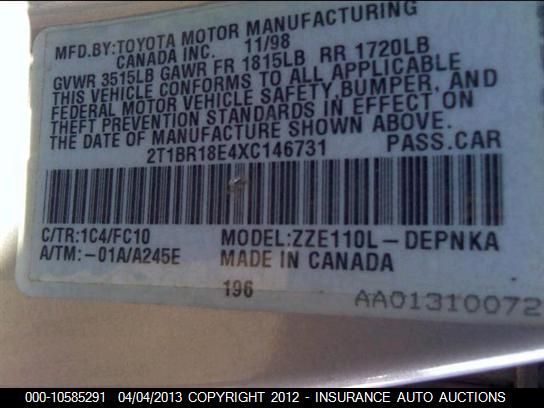 MFD.BY:TOYOTA MOTOR MANUFACTURING
CANADA INC. 11/98
GVWR 3515LB GAWR FR 1815LB RR 1720LB
THIS VEHICLE CONFORMS TO ALL APPLICABLE
FEDERAL MOTOR VEHICLE SAFETY,BUMPER, AND
THEFT PREVENTION STANDARDS IN EFFECT ON
THE DATE OF MANUFACTURE SHOWN ABOVE.
2T1BR18E4XC146731 PASS.CAR
C/TR:1C4/FC10 MODEL:ZZE110L-DEPNKA
A/TM:-01A/A245E MADE IN CANADA
196 AA01310072
000-10585291 04/04/2013 COPYRIGHT 2012 - INSURANCE AUTO AUCTIONS